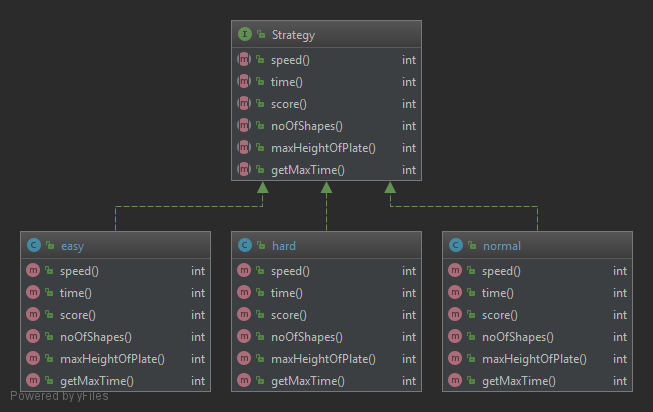 Strategy
speed() int
time() int
score() int
noOfShapes() int
maxHeightOfPlate() int
getMaxTime() int
easy
speed() int
time() int
score() int
noOfShapes() int
maxHeightOfPlate() int
getMaxTime() int
hard
speed() int
time() int
score() int
noOfShapes() int
maxHeightOfPlate() int
getMaxTime() int
normal
speed() int
time() int
score() int
noOfShapes() int
maxHeightOfPlate() int
getMaxTime() int
Powered by yFiles